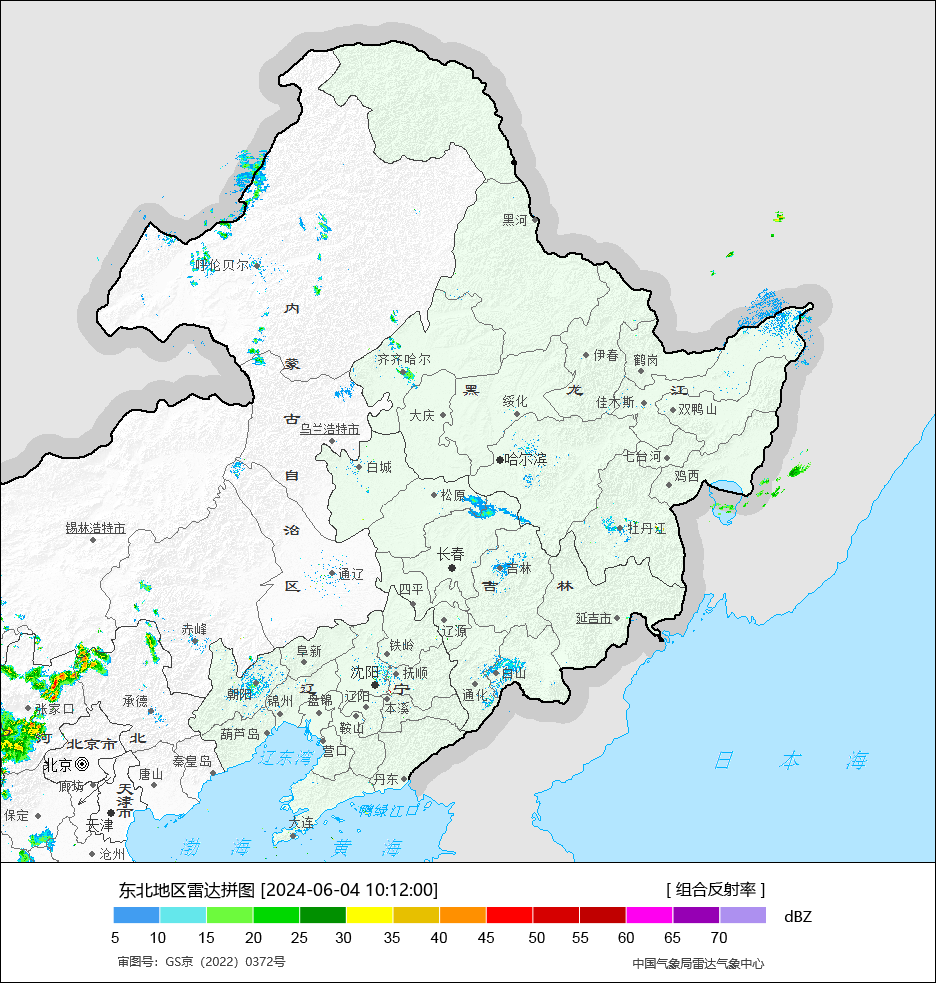 黑河
呼伦贝尔
内
蒙
古
自
治
区
齐齐哈尔
伊春
鹤岗
黑
龙
江
绥化
佳木斯
双鸭山
大庆
乌兰浩特市
哈尔滨
七台河
白城
鸡西
松原
锡林浩特市
牡丹江
长春
吉林
通辽
吉
林
四平
延吉市
辽源
赤峰
铁岭
阜新
沈阳
抚顺
白山
通化
朝阳
辽
宁
锦州
盘锦
辽阳
本溪
承德
张家口
葫芦岛
鞍山
河
北京市
北
营口
辽东湾
日本海
北京
秦皇岛
唐山
丹东
廊坊
天
津
市
保定
天津
大连
鸭绿江口
渤海
黄海
沧州
东北地区雷达拼图 [2024-06-04 10:12:00]
[ 组合反射率 ]
dBZ
5 10 15 20 25 30 35 40 45 50 55 60 65 70
审图号：GS京（2022）0372号
中国气象局雷达气象中心